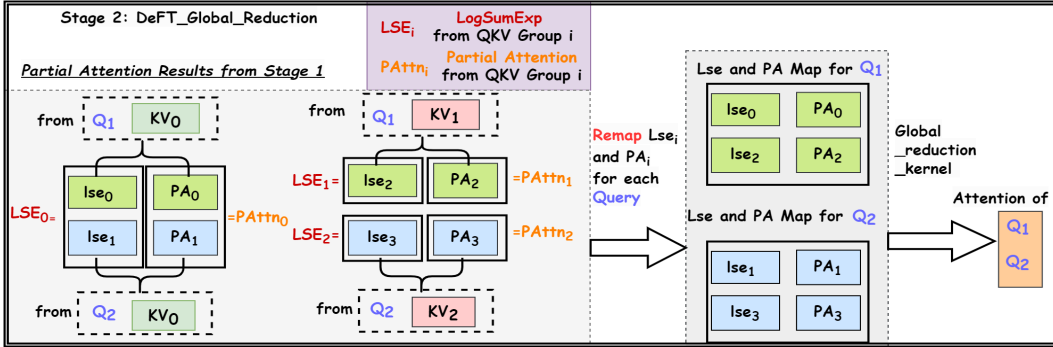 Stage 2: DeFT_Global_Reduction
LSEi LogSumExp
from QKV Group i
PAttni Partial Attention
from QKV Group i
Partial Attention Results from Stage 1
from Q1 KV0
lse0 PA0
LSE0= =PAttn0
lse1 PA1
from Q2 KV0
from Q1 KV1
LSE1= lse2 PA2 =PAttn1
LSE2= lse3 PA3 =PAttn2
from Q2 KV2
Remap Lsei
and PAi
for each
Query
Lse and PA Map for Q1
lse0 PA0
lse2 PA2
Lse and PA Map for Q2
lse1 PA1
lse3 PA3
Global
_reduction
_kernel
Attention of
Q1
Q2